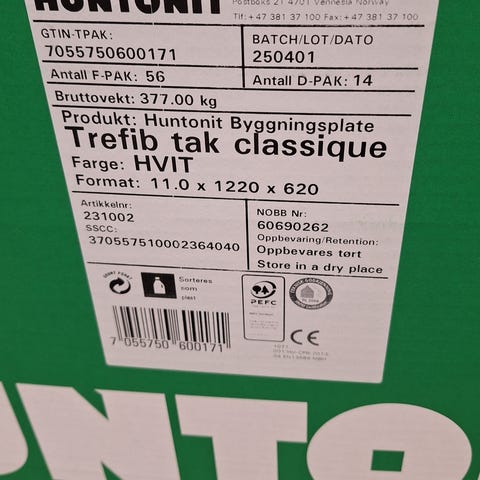 HUNTONIT
Postboks 21 4701 Vennesla Norway
Tlf:+47 381 37 100 Fax:+47 381 37 100
GTIN-TPAK:
7055750600171
BATCH/LOT/DATO
250401
Antall F-PAK: 56
Antall D-PAK: 14
Bruttovekt: 377.00 kg
Produkt: Huntonit Byggningsplate
Trefib tak classique
Farge: HVIT
Format: 11.0 x 1220 x 620
Artikkelnr:
231002
SSCC:
370557510002364040
NOBB Nr:
60690262
Oppbevaring/Retention:
Oppbevares tørt
Store in a dry place
Sorteres
som
plast
PEFC
CE
7 055750 600171
UNTO